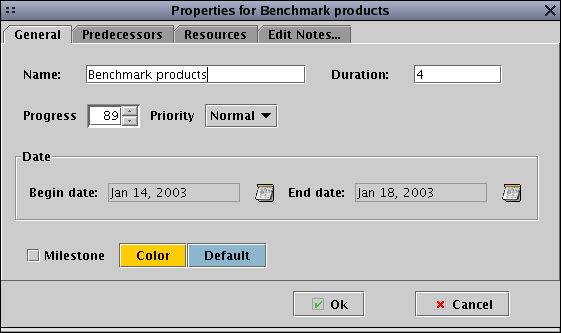 Properties for Benchmark products
General Predecessors Resources Edit Notes...
Name: Benchmark products Duration: 4
Progress 89 Priority Normal
Date
Begin date: Jan 14, 2003 End date: Jan 18, 2003
Milestone Color Default
Ok Cancel